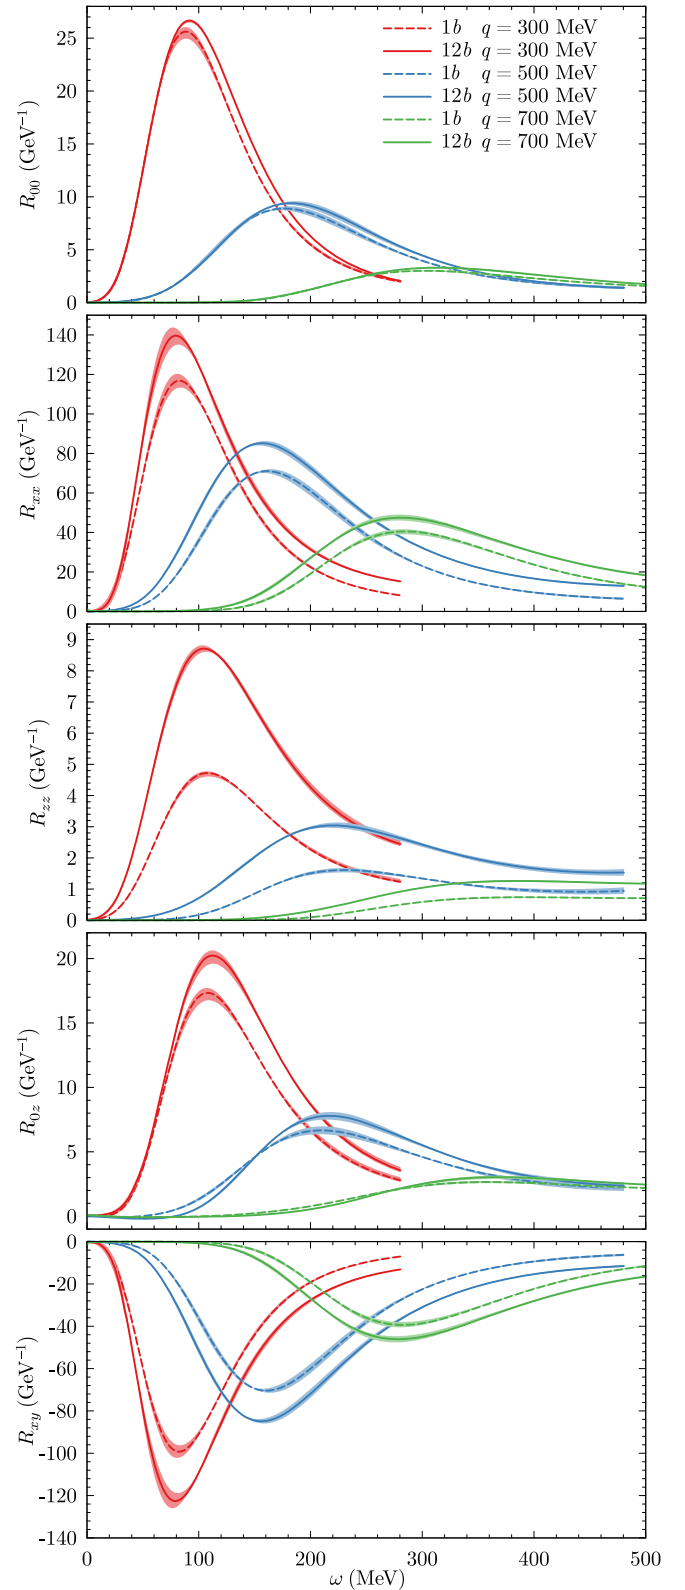 R00 (GeV−1)
25
20
15
10
5
0
1b q = 300 MeV
12b q = 300 MeV
1b q = 500 MeV
12b q = 500 MeV
1b q = 700 MeV
12b q = 700 MeV
Rxx (GeV−1)
140
120
100
80
60
40
20
0
Rzz (GeV−1)
9
8
7
6
5
4
3
2
1
0
R0z (GeV−1)
20
15
10
5
0
Rxy (GeV−1)
0
-20
-40
-60
-80
-100
-120
-140
0 100 200 300 400 500
ω (MeV)